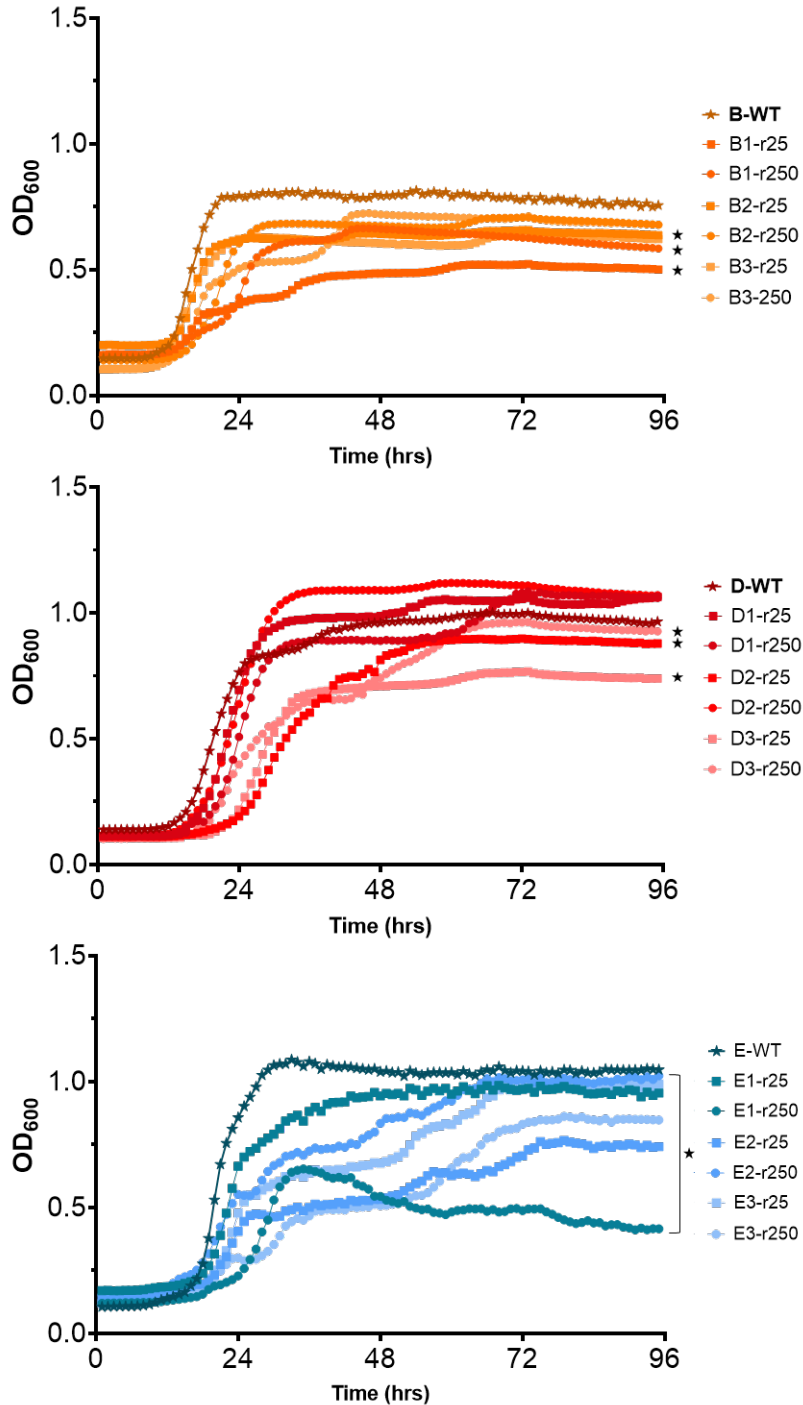 1.5
1.0
0.5
0.0
OD600
0
24
48
72
96
Time (hrs)
B-WT
B1-r25
B1-r250
B2-r25
B2-r250
B3-r25
B3-250
1.5
1.0
0.5
0.0
OD600
0
24
48
72
96
Time (hrs)
D-WT
D1-r25
D1-r250
D2-r25
D2-r250
D3-r25
D3-r250
1.5
1.0
0.5
0.0
OD600
0
24
48
72
96
Time (hrs)
E-WT
E1-r25
E1-r250
E2-r25
E2-r250
E3-r25
E3-r250